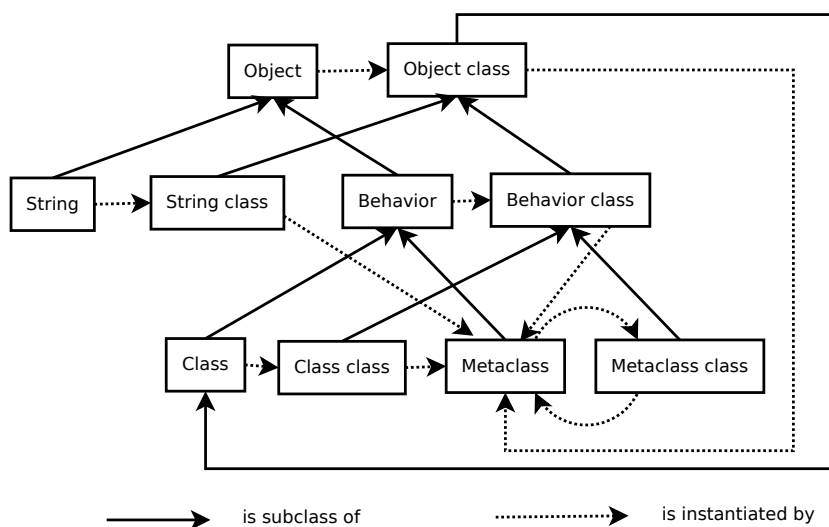 Object
Object class
String
String class
Behavior
Behavior class
Class
Class class
Metaclass
Metaclass class
is subclass of
is instantiated by